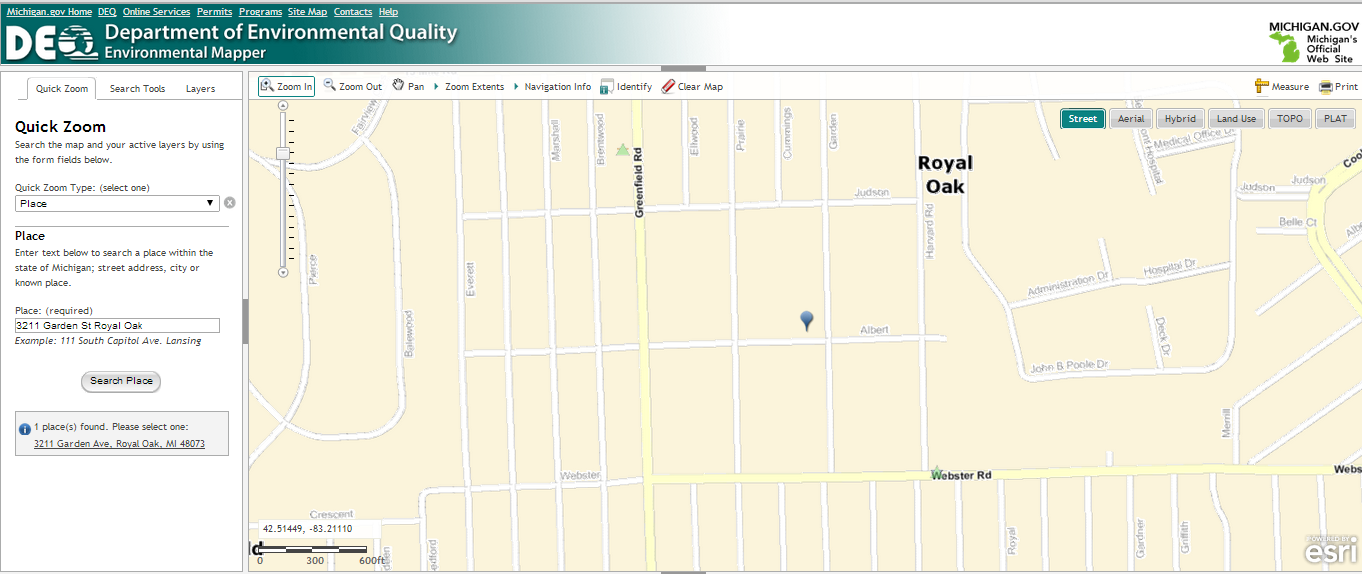 Michigan.gov Home DEQ Online Services Permits Programs Site Map Contacts Help
DEQ
Department of Environmental Quality
Environmental Mapper
MICHIGAN.GOV
Michigan's
Official
Web Site
Quick Zoom Search Tools Layers
Zoom In Zoom Out Pan Zoom Extents Navigation Info Identify Clear Map Measure Print
Street Aerial Hybrid Land Use TOPO PLAT
Quick Zoom
Search the map and your active layers by using
the form fields below.
Quick Zoom Type: (select one)
Place
Place
Enter text below to search a place within the
state of Michigan; street address, city or
known place.
Place: (required)
3211 Garden St Royal Oak
Example: 111 South Capitol Ave. Lansing
Search Place
1 place(s) found. Please select one:
3211 Garden Ave, Royal Oak, MI 48073
Fairview
Marshall
Brentwood
Greenfield Rd
Ellwood
Prairie
Cummings
Garden
Royal
Oak
Medical Office Dr
Judson
Judson
Judson
Harvard Rd
Belle Ct
Pierce
Everett
Administration Dr
Hospital Dr
Albert
Deck Dr
John B Poole Dr
Merrill
Webster
Webster Rd
Webs
Crescent
Royal
Gardner
Griffith
42.51449, -83.21110
0 300 600ft
POWERED BY
esri